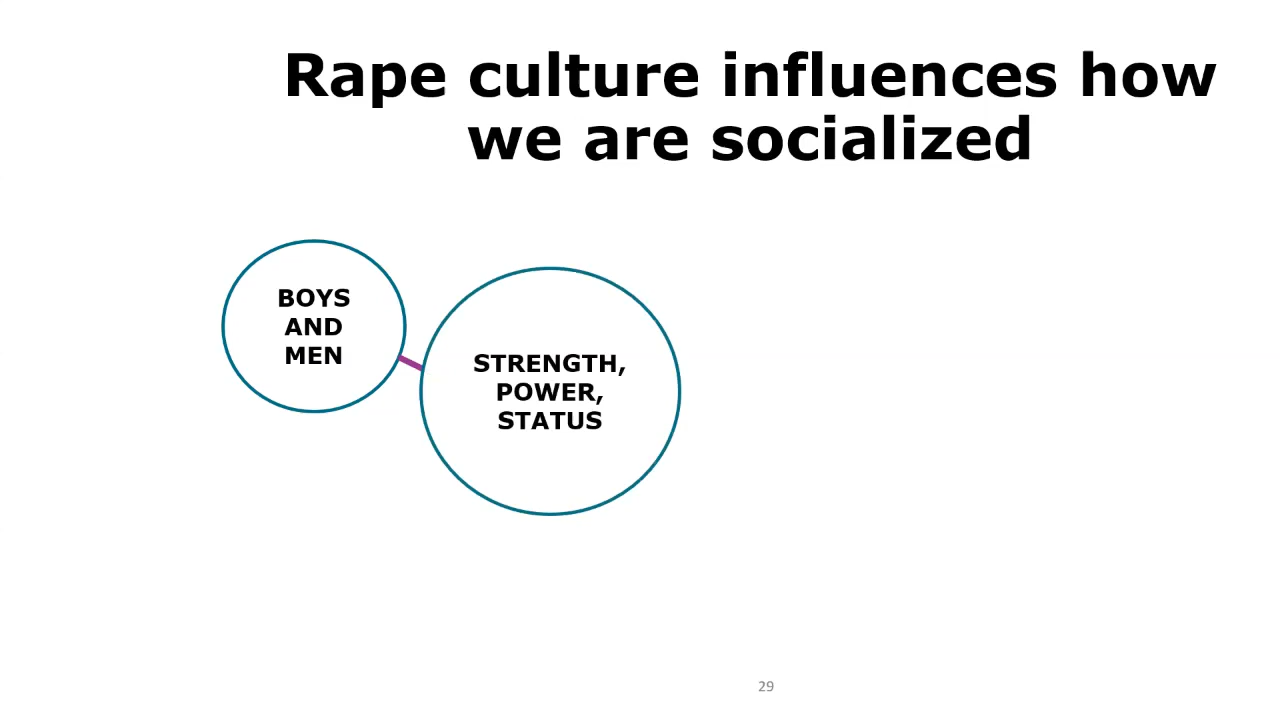 Rape culture influences how
we are socialized
BOYS
AND
MEN
STRENGTH,
POWER,
STATUS
29